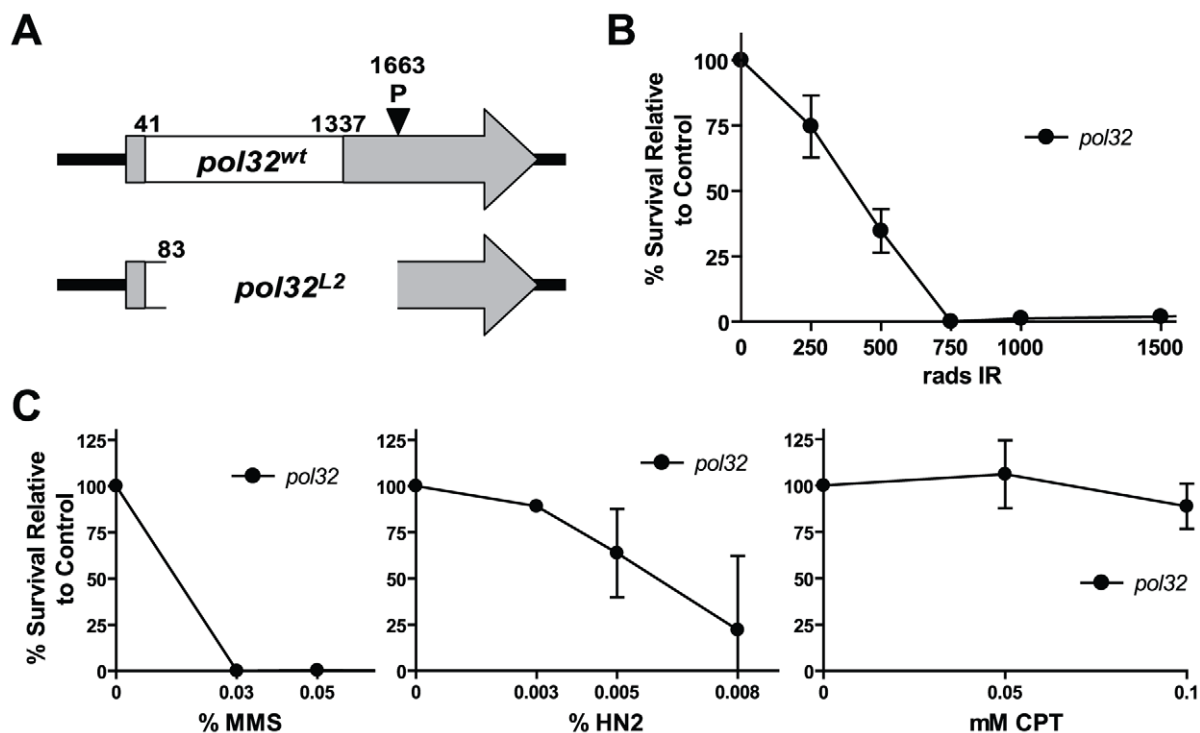 A
1663
P
41
1337
pol32wt
83
pol32L2
B
% Survival Relative
to Control
100
75
50
25
0
pol32
0
250
500
750
1000
1500
rads IR
C
% Survival Relative
to Control
125
100
75
50
25
0
pol32
0
0.03
0.05
% MMS
125
100
75
50
25
0
pol32
0
0.003
0.005
0.008
% HN2
125
100
75
50
25
0
pol32
0
0.05
0.1
mM CPT